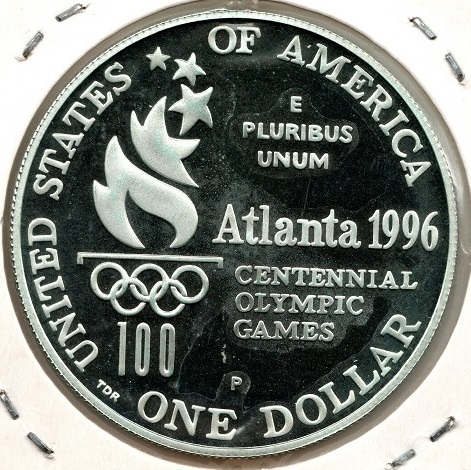 UNITED STATES OF AMERICA
E
PLURIBUS
UNUM
Atlanta 1996
CENTENNIAL
OLYMPIC
GAMES
100
TDR
P
ONE DOLLAR